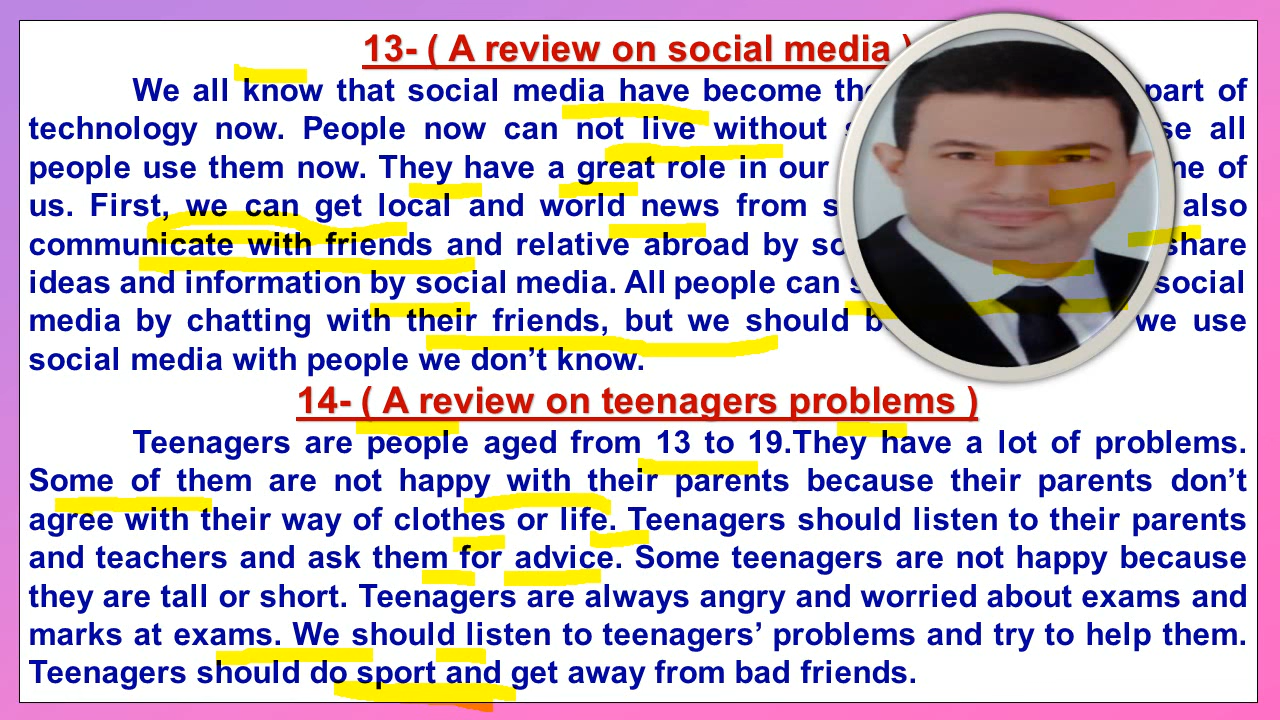 13- ( A review on social media )
We all know that social media have become the part of
technology now. People now can not live without all
people use them now. They have a great role in our of
us. First, we can get local and world news from also
communicate with friends and relative abroad by share
ideas and information by social media. All people can social
media by chatting with their friends, but we should we use
social media with people we don’t know.
14- ( A review on teenagers problems )
Teenagers are people aged from 13 to 19.They have a lot of problems.
Some of them are not happy with their parents because their parents don’t
agree with their way of clothes or life. Teenagers should listen to their parents
and teachers and ask them for advice. Some teenagers are not happy because
they are tall or short. Teenagers are always angry and worried about exams and
marks at exams. We should listen to teenagers’ problems and try to help them.
Teenagers should do sport and get away from bad friends.